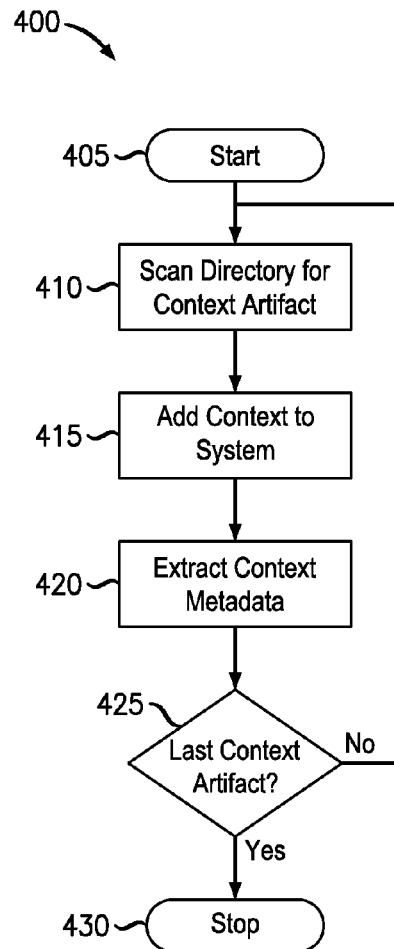 400
405
Start
410
Scan Directory for
Context Artifact
415
Add Context to
System
420
Extract Context
Metadata
425
Last Context
Artifact?
No
Yes
430
Stop